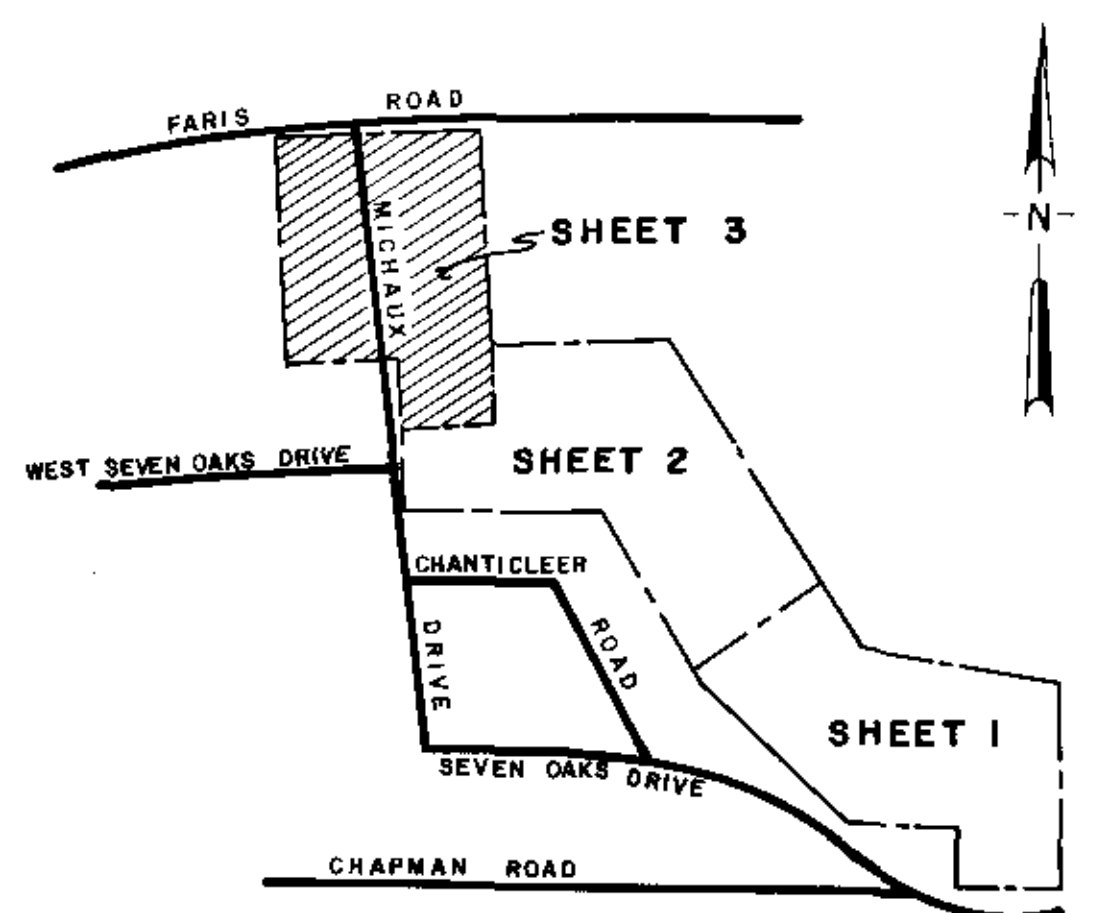 FARIS ROAD
N
MICHAUX DRIVE
SHEET 3
WEST SEVEN OAKS DRIVE
SHEET 2
CHANTICLEER ROAD
SHEET 1
SEVEN OAKS DRIVE
CHAPMAN ROAD